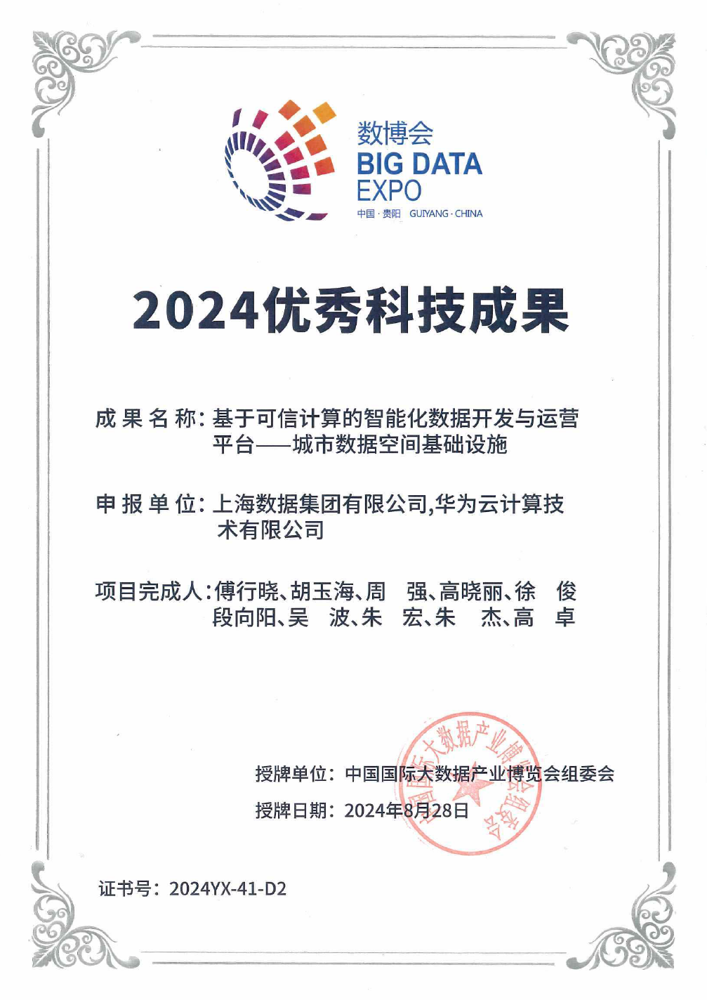 数博会
BIG DATA
EXPO
中国·贵阳 GUIYANG·CHINA
2024优秀科技成果
成果名称：基于可信计算的智能化数据开发与运营
平台——城市数据空间基础设施
申报单位：上海数据集团有限公司,华为云计算技
术有限公司
项目完成人：傅行晓、胡玉海、周 强、高晓丽、徐 俊
段向阳、吴 波、朱 宏、朱 杰、高 卓
中国国际大数据产业博览会组委会
授牌单位：中国国际大数据产业博览会组委会
授牌日期：2024年8月28日
证书号：2024YX-41-D2